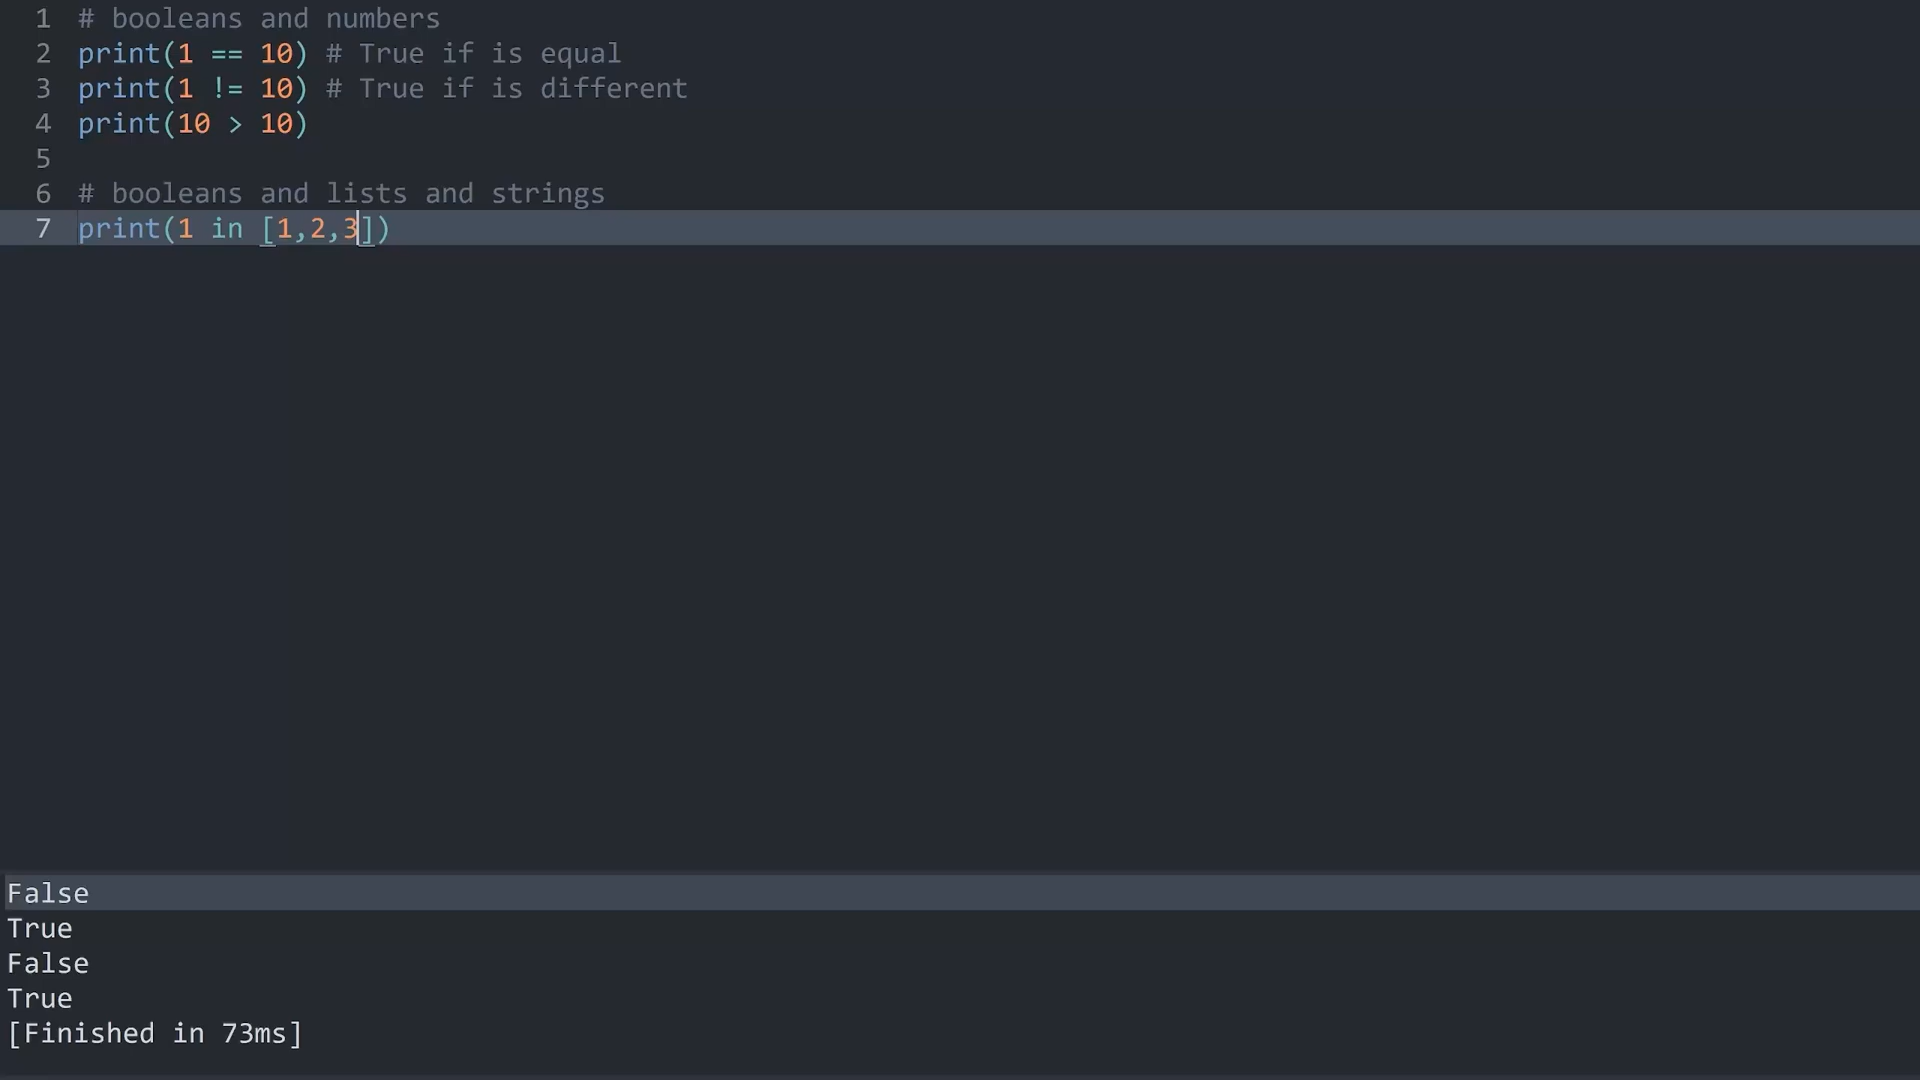 1 # booleans and numbers
2 print(1 == 10) # True if is equal
3 print(1 != 10) # True if is different
4 print(10 > 10)
5
6 # booleans and lists and strings
7 print(1 in [1,2,3])
False
True
False
True
[Finished in 73ms]